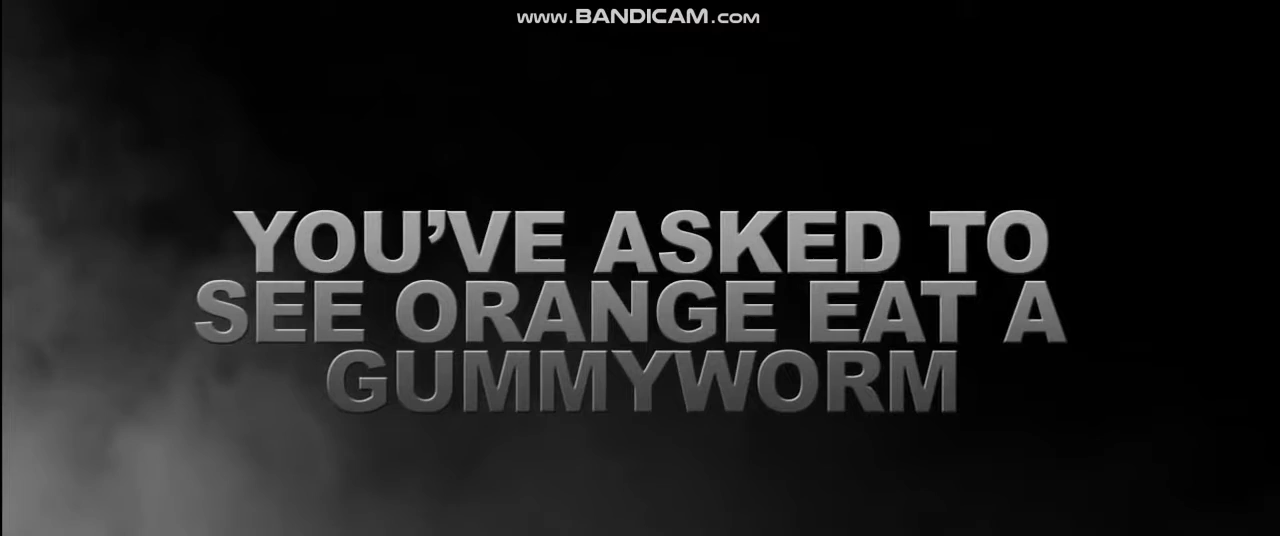 www.BANDICAM.com
YOU'VE ASKED TO
SEE ORANGE EAT A
GUMMYWORM